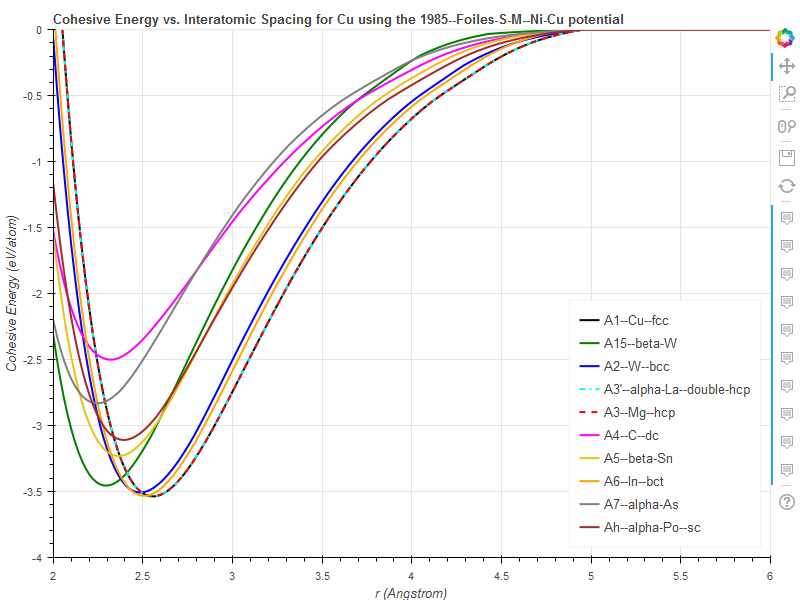 Cohesive Energy vs. Interatomic Spacing for Cu using the 1985--Foiles-S-M--Ni-Cu potential
0
-0.5
-1
-1.5
-2
-2.5
-3
-3.5
-4
Cohesive Energy (eV/atom)
A1--Cu--fcc
A15--beta-W
A2--W--bcc
A3'--alpha-La--double-hcp
A3--Mg--hcp
A4--C--dc
A5--beta-Sn
A6--In--bct
A7--alpha-As
Ah--alpha-Po--sc
2 2.5 3 3.5 4 4.5 5 5.5 6
r (Angstrom)